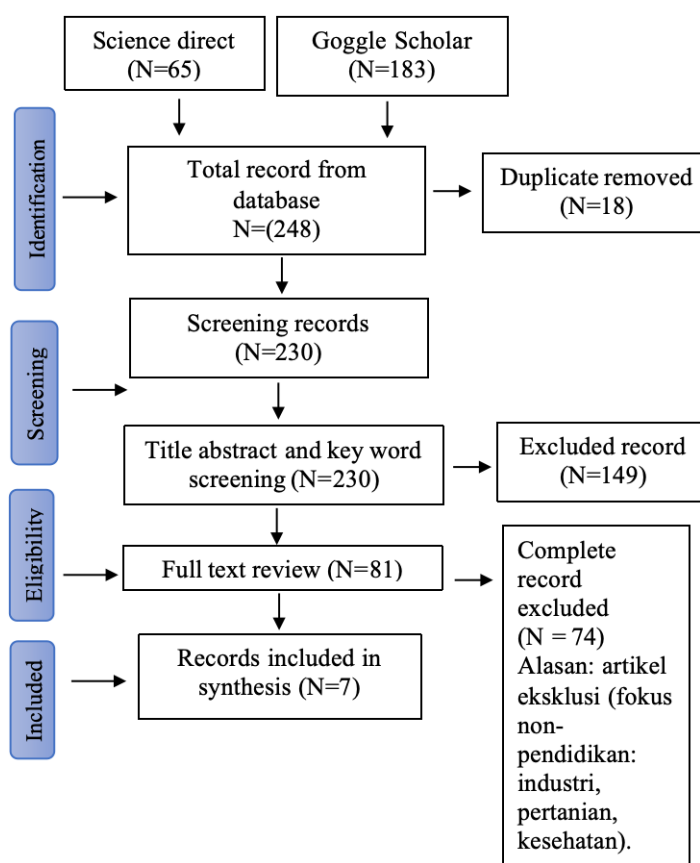 Science direct
(N=65)
Goggle Scholar
(N=183)
Identification
Total record from
database
N=(248)
Duplicate removed
(N=18)
Screening
Screening records
(N=230)
Title abstract and key word
screening (N=230)
Excluded record
(N=149)
Eligibility
Full text review (N=81)
Complete
record
excluded
(N = 74)
Alasan: artikel
eksklusi (fokus
non-
pendidikan:
industri,
pertanian,
kesehatan).
Included
Records included in
synthesis (N=7)